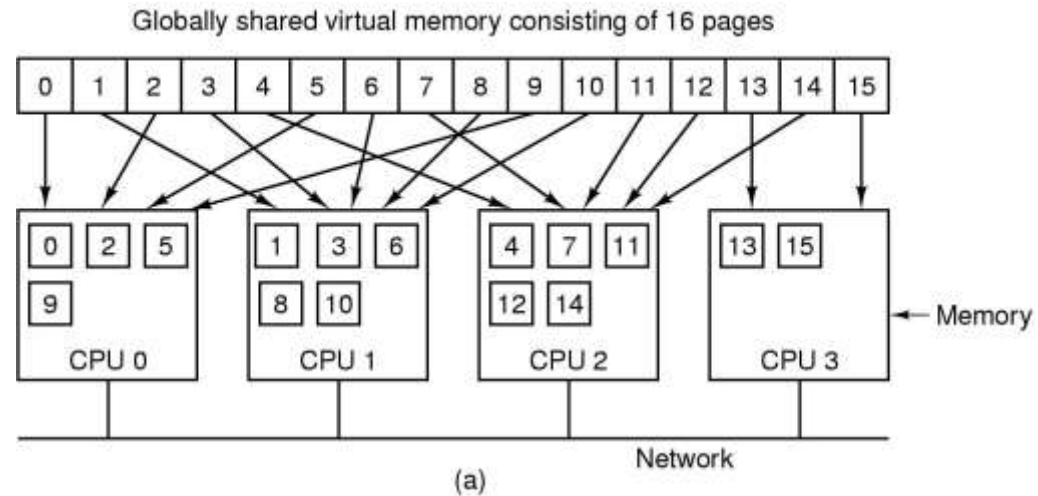 Globally shared virtual memory consisting of 16 pages
0 1 2 3 4 5 6 7 8 9 10 11 12 13 14 15
0 2 5 1 3 6 4 7 11 13 15
9 8 10 12 14
Memory
CPU 0 CPU 1 CPU 2 CPU 3
Network
(a)